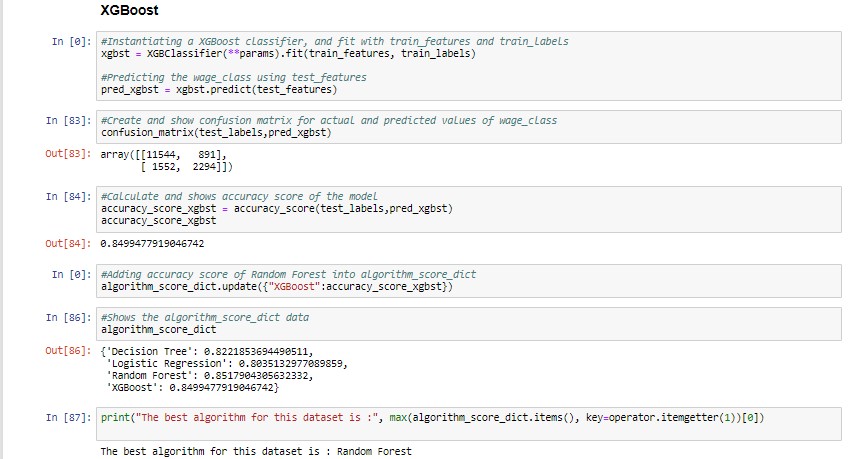 XGBoost
In [0]: #Instantiating a XGBoost classifier, and fit with train_features and train_labels
xgbst = XGBClassifier(**params).fit(train_features, train_labels)
#Predicting the wage_class using test_features
pred_xgbst = xgbst.predict(test_features)
In [83]: #Create and show confusion matrix for actual and predicted values of wage_class
confusion_matrix(test_labels,pred_xgbst)
Out[83]: array([[11544,   891],
       [ 1552,  2294]])
In [84]: #Calculate and shows accuracy score of the model
accuracy_score_xgbst = accuracy_score(test_labels,pred_xgbst)
accuracy_score_xgbst
Out[84]: 0.8499477919046742
In [0]: #Adding accuracy score of Random Forest into algorithm_score_dict
algorithm_score_dict.update({"XGBoost":accuracy_score_xgbst})
In [86]: #Shows the algorithm_score_dict data
algorithm_score_dict
Out[86]: {'Decision Tree': 0.8221853694490511,
 'Logistic Regression': 0.8035132977089859,
 'Random Forest': 0.8517904305632332,
 'XGBoost': 0.8499477919046742}
In [87]: print("The best algorithm for this dataset is :", max(algorithm_score_dict.items(), key=operator.itemgetter(1))[0])
The best algorithm for this dataset is : Random Forest